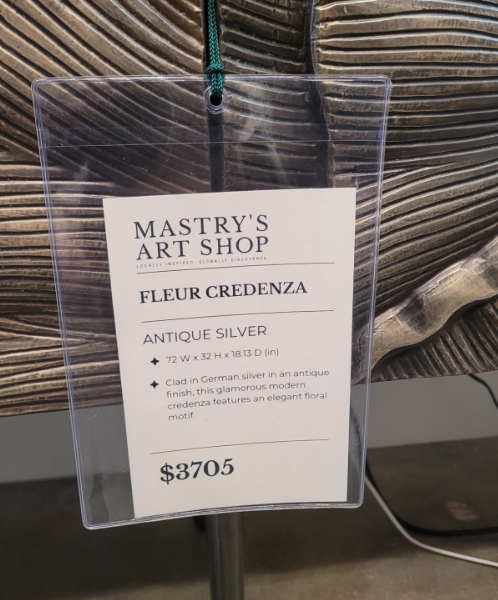 MASTRY'S
ART SHOP
LOCALLY INSPIRED. GLOBALLY DISCOVERED.
FLEUR CREDENZA
ANTIQUE SILVER
72 W x 32 H x 18.13 D (in)
Clad in German silver in an antique
finish, this glamorous modern
credenza features an elegant floral
motif.
$3705